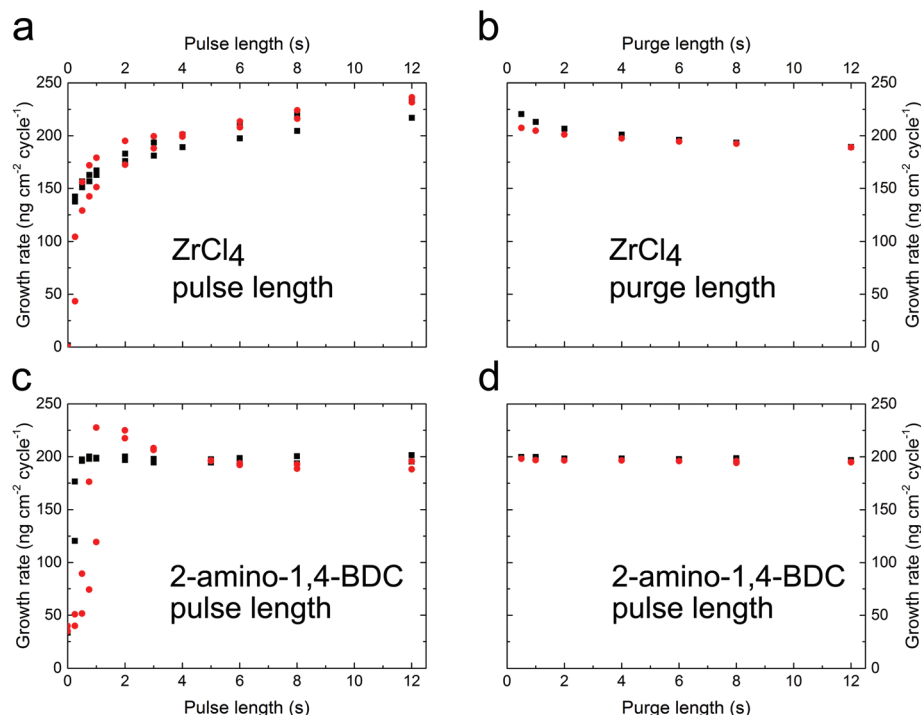 a
Pulse length (s)
0 2 4 6 8 10 12
250
200
150
100
50
0
Growth rate (ng cm-2 cycle-1)
ZrCl4
pulse length
b
Purge length (s)
0 2 4 6 8 10 12
250
200
150
100
50
0
Growth rate (ng cm-2 cycle-1)
ZrCl4
purge length
c
250
200
150
100
50
0
Growth rate (ng cm-2 cycle-1)
2-amino-1,4-BDC
pulse length
0 2 4 6 8 10 12
Pulse length (s)
d
250
200
150
100
50
0
Growth rate (ng cm-2 cycle-1)
2-amino-1,4-BDC
pulse length
0 2 4 6 8 10 12
Purge length (s)